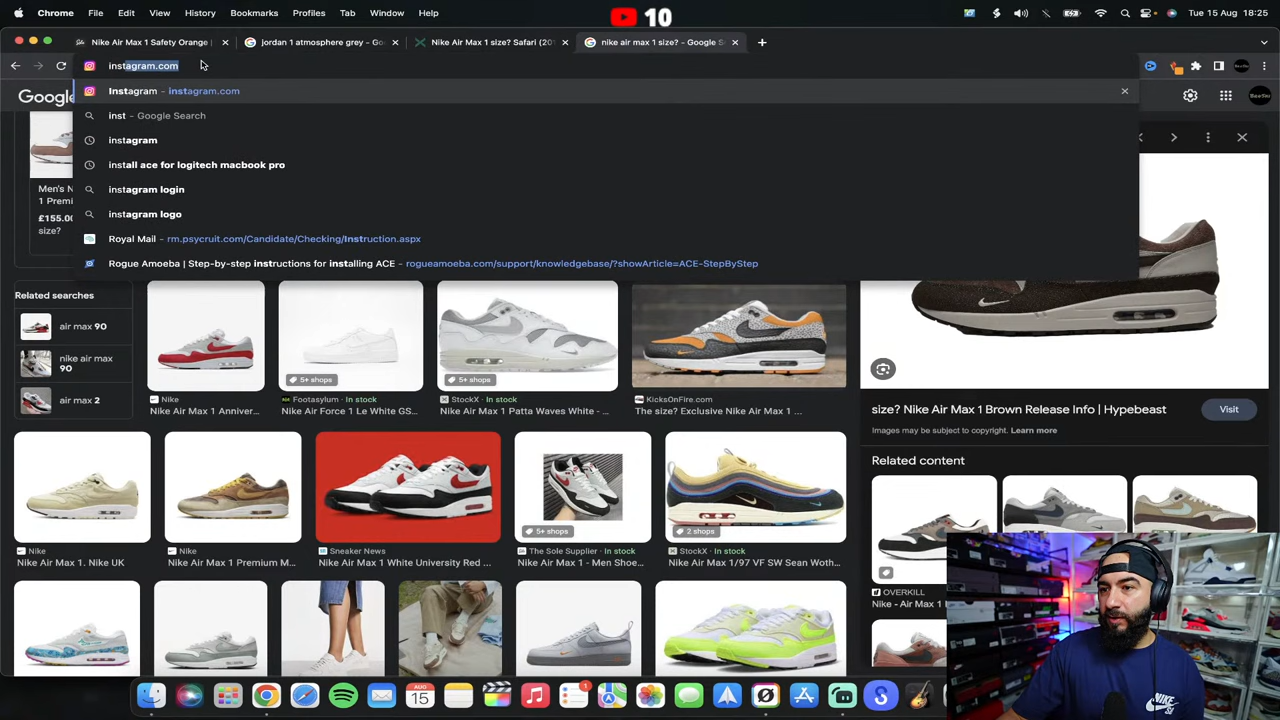 Chrome File Edit View History Bookmarks Profiles Tab Window Help
10
Tue 15 Aug 18:25
Nike Air Max 1 Safety Orange |
jordan 1 atmosphere grey - Go
Nike Air Max 1 size? Safari (20
nike air max 1 size? - Google S
instagram.com
Google
Instagram - instagram.com
inst - Google Search
instagram
install ace for logitech macbook pro
instagram login
instagram logo
Royal Mail - rm.psycruit.com/Candidate/Checking/Instruction.aspx
Rogue Amoeba | Step-by-step instructions for installing ACE - rogueamoeba.com/support/knowledgebase/?showArticle=ACE-StepByStep
Men's N
1 Premi
£155.00
size?
Related searches
air max 90
nike air max
90
air max 2
5+ shops
5+ shops
Nike
Nike Air Max 1 Anniver...
Footasylum · In stock
Nike Air Force 1 Le White GS...
StockX · In stock
Nike Air Max 1 Patta Waves White - ...
KicksOnFire.com
The size? Exclusive Nike Air Max 1 ...
size? Nike Air Max 1 Brown Release Info | Hypebeast
Visit
Images may be subject to copyright. Learn more
Related content
5+ shops
2 shops
Nike
Nike Air Max 1. Nike UK
Nike
Nike Air Max 1 Premium M...
Sneaker News
Nike Air Max 1 White University Red ...
The Sole Supplier · In stock
Nike Air Max 1 - Men Shoe...
StockX · In stock
Nike Air Max 1/97 VF SW Sean Woth...
OVERKILL
Nike - Air Max 1
AUG
15